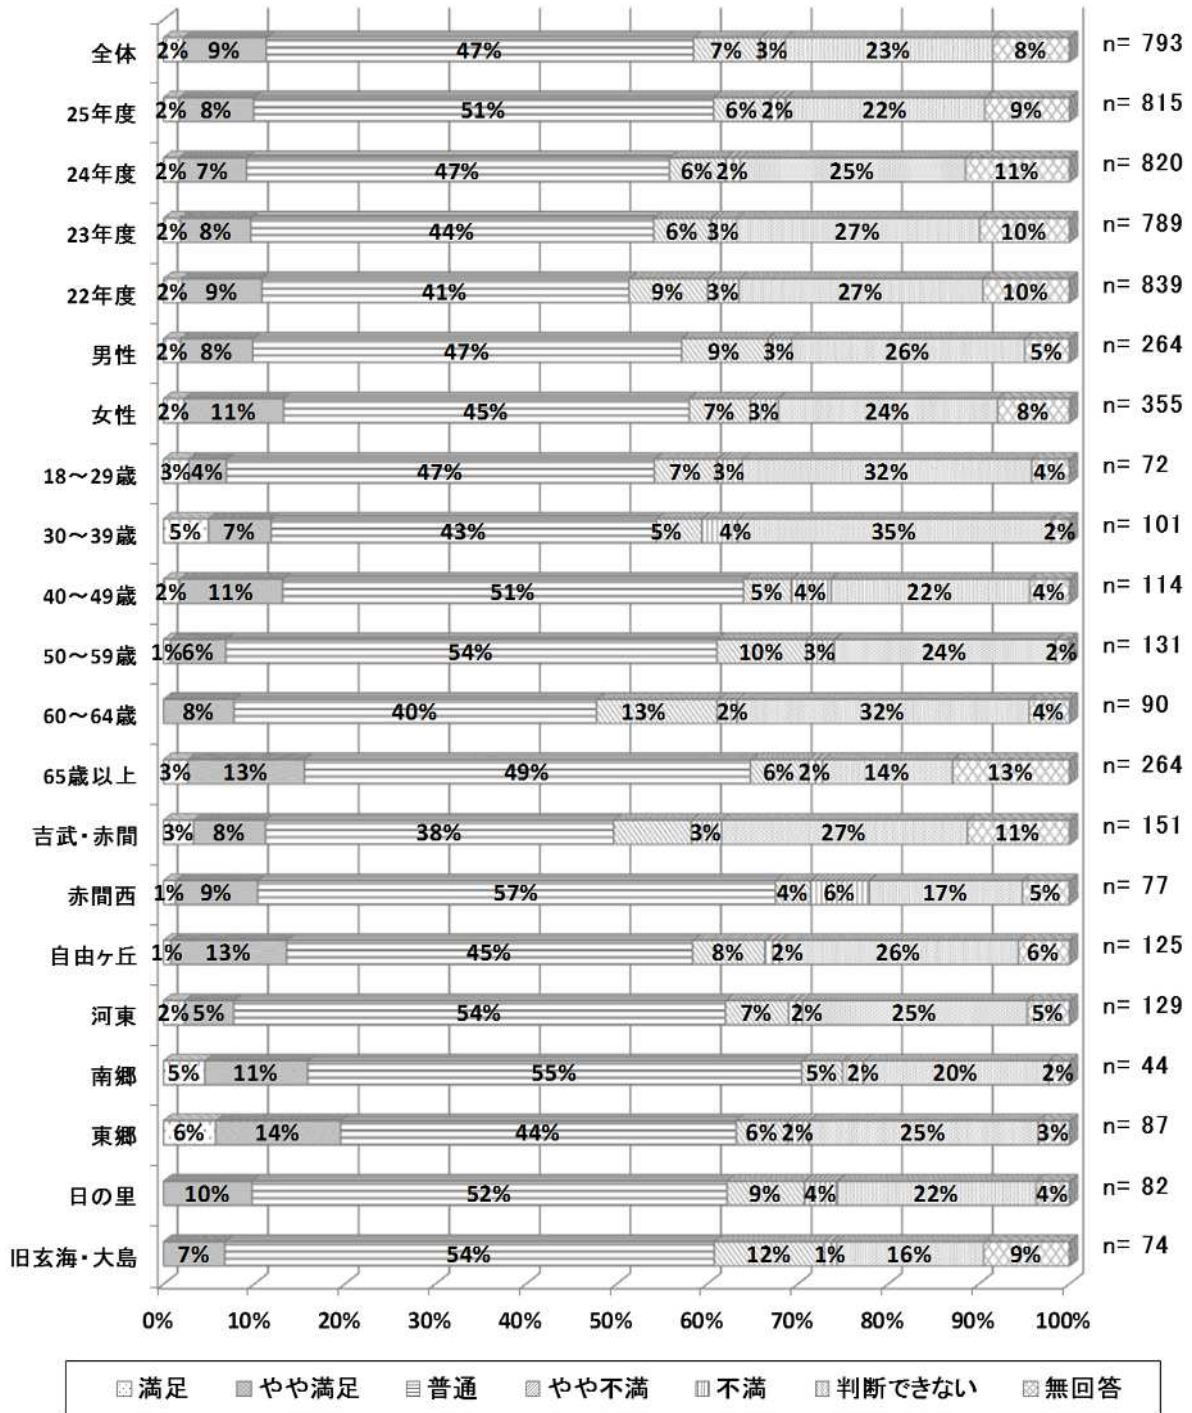 全体 2% 9% 47% 7% 3% 23% 8% n= 793
25年度 2% 8% 51% 6% 2% 22% 9% n= 815
24年度 2% 7% 47% 6% 2% 25% 11% n= 820
23年度 2% 8% 44% 6% 3% 27% 10% n= 789
22年度 2% 9% 41% 9% 3% 27% 10% n= 839
男性 2% 8% 47% 9% 3% 26% 5% n= 264
女性 2% 11% 45% 7% 3% 24% 8% n= 355
18～29歳 3% 4% 47% 7% 3% 32% 4% n= 72
30～39歳 5% 7% 43% 5% 4% 35% 2% n= 101
40～49歳 2% 11% 51% 5% 4% 22% 4% n= 114
50～59歳 1% 6% 54% 10% 3% 24% 2% n= 131
60～64歳 8% 40% 13% 2% 32% 4% n= 90
65歳以上 3% 13% 49% 6% 2% 14% 13% n= 264
吉武・赤間 3% 8% 38% 3% 27% 11% n= 151
赤間西 1% 9% 57% 4% 6% 17% 5% n= 77
自由ヶ丘 1% 13% 45% 8% 2% 26% 6% n= 125
河東 2% 5% 54% 7% 2% 25% 5% n= 129
南郷 5% 11% 55% 5% 2% 20% 2% n= 44
東郷 6% 14% 44% 6% 2% 25% 3% n= 87
日の里 10% 52% 9% 4% 22% 4% n= 82
旧玄海・大島 7% 54% 12% 1% 16% 9% n= 74
0% 10% 20% 30% 40% 50% 60% 70% 80% 90% 100%
満足 やや満足 普通 やや不満 不満 判断できない 無回答